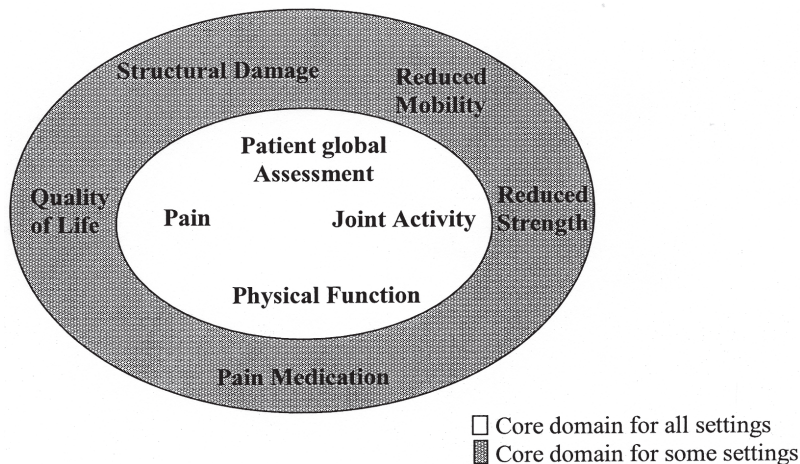 Structural Damage
Reduced
Mobility
Patient global
Assessment
Quality
of Life
Pain
Joint Activity
Reduced
Strength
Physical Function
Pain Medication
Core domain for all settings
Core domain for some settings